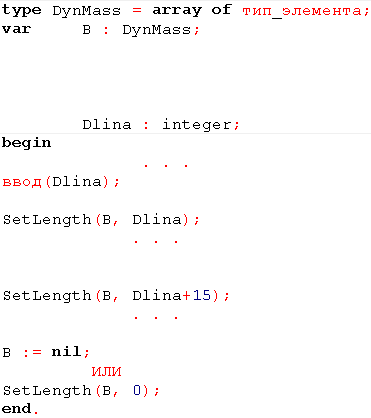 type DynMass = array of тип_элемента;
var B : DynMass;
Dlina : integer;
begin
. . .
ввод(Dlina);
SetLength(B, Dlina);
. . .
SetLength(B, Dlina+15);
. . .
B := nil;
ИЛИ
SetLength(B, 0);
end.